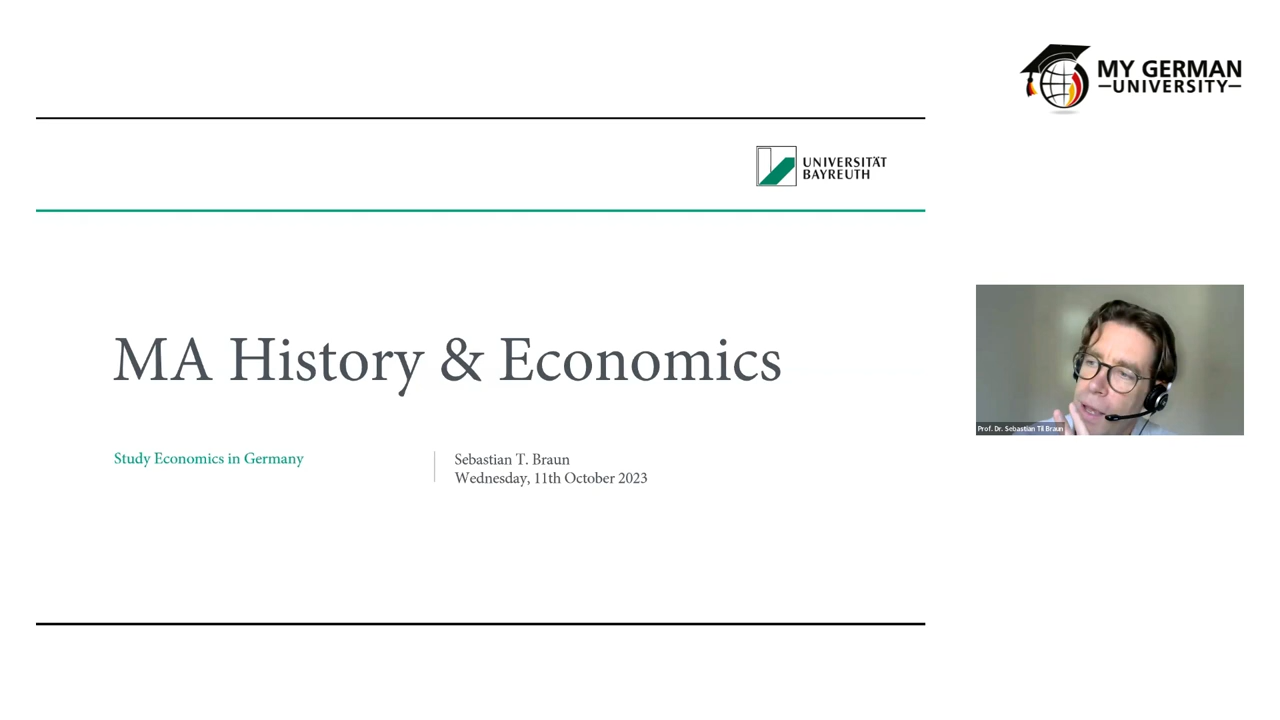 MY GERMAN
UNIVERSITY
UNIVERSITÄT
BAYREUTH
MA History & Economics
Study Economics in Germany
Sebastian T. Braun
Wednesday, 11th October 2023
Prof. Dr. Sebastian Til Braun